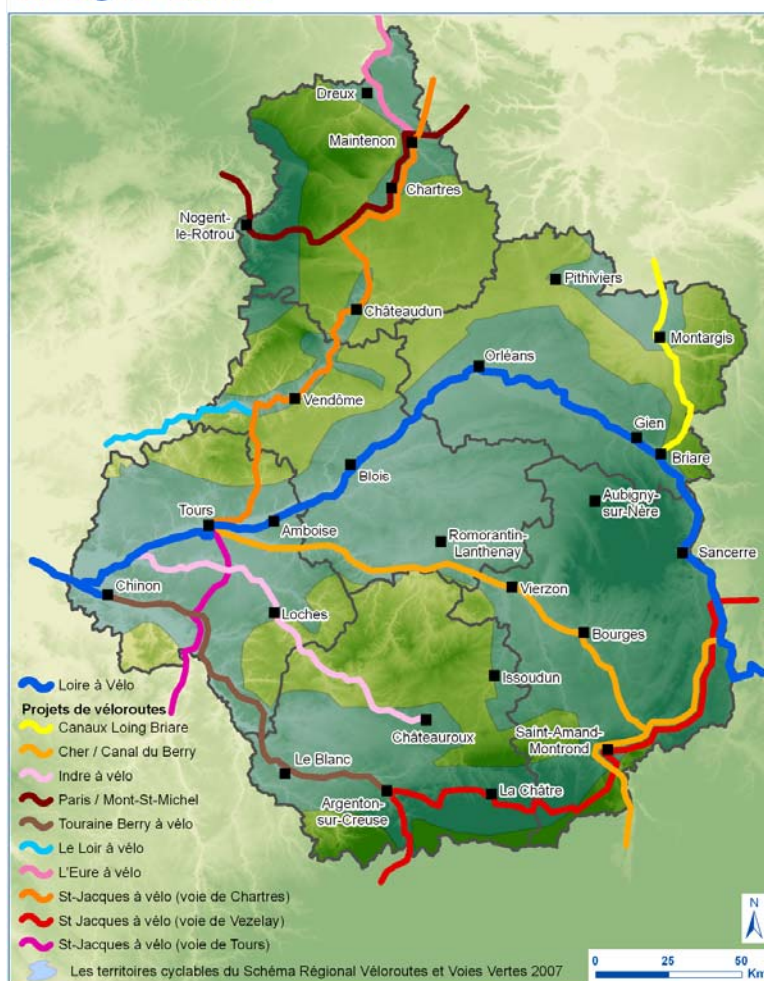 Dreux
Maintenon
Chartres
Nogent-
le-Rotrou
Pithiviers
Châteaudun
Montargis
Orléans
Vendôme
Gien
Briare
Blois
Aubigny-
sur-Nère
Tours
Amboise
Romorantin-
Lanthenay
Sancerre
Chinon
Vierzon
Loches
Bourges
Issoudun
Châteauroux
Saint-Amand-
Montrond
Le Blanc
La Châtre
Argenton-
sur-Creuse
Loire à Vélo
Projets de véloroutes
Canaux Loing Briare
Cher / Canal du Berry
Indre à vélo
Paris / Mont-St-Michel
Touraine Berry à vélo
Le Loir à vélo
L'Eure à vélo
St-Jacques à vélo (voie de Chartres)
St Jacques à vélo (voie de Vezelay)
St-Jacques à vélo (voie de Tours)
Les territoires cyclables du Schéma Régional Véloroutes et Voies Vertes 2007
N
0 25 50
Km